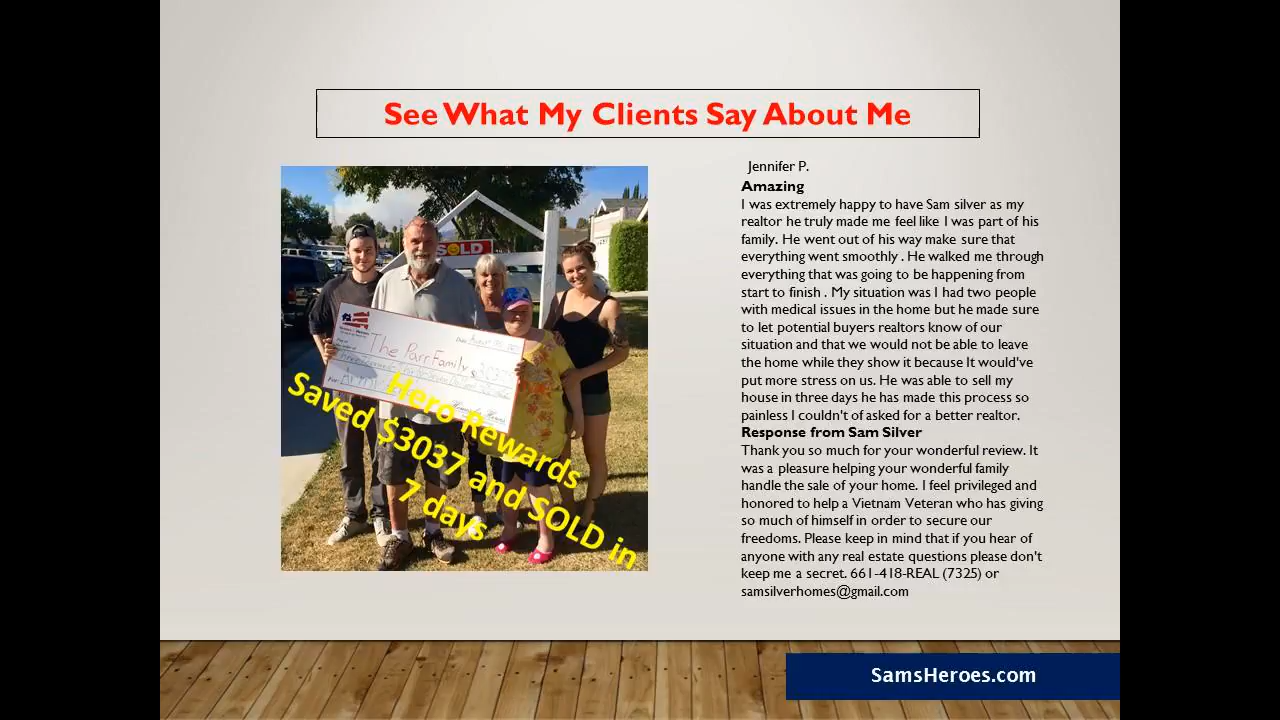 See What My Clients Say About Me
SOLD
The Parr Family
Hero Rewards
Saved $3037 and SOLD in
7 days
Jennifer P.
Amazing
I was extremely happy to have Sam silver as my
realtor he truly made me feel like I was part of his
family. He went out of his way make sure that
everything went smoothly . He walked me through
everything that was going to be happening from
start to finish . My situation was I had two people
with medical issues in the home but he made sure
to let potential buyers realtors know of our
situation and that we would not be able to leave
the home while they show it because It would've
put more stress on us. He was able to sell my
house in three days he has made this process so
painless I couldn't of asked for a better realtor.
Response from Sam Silver
Thank you so much for your wonderful review. It
was a pleasure helping your wonderful family
handle the sale of your home. I feel privileged and
honored to help a Vietnam Veteran who has giving
so much of himself in order to secure our
freedoms. Please keep in mind that if you hear of
anyone with any real estate questions please don't
keep me a secret. 661-418-REAL (7325) or
samsilverhomes@gmail.com
SamsHeroes.com